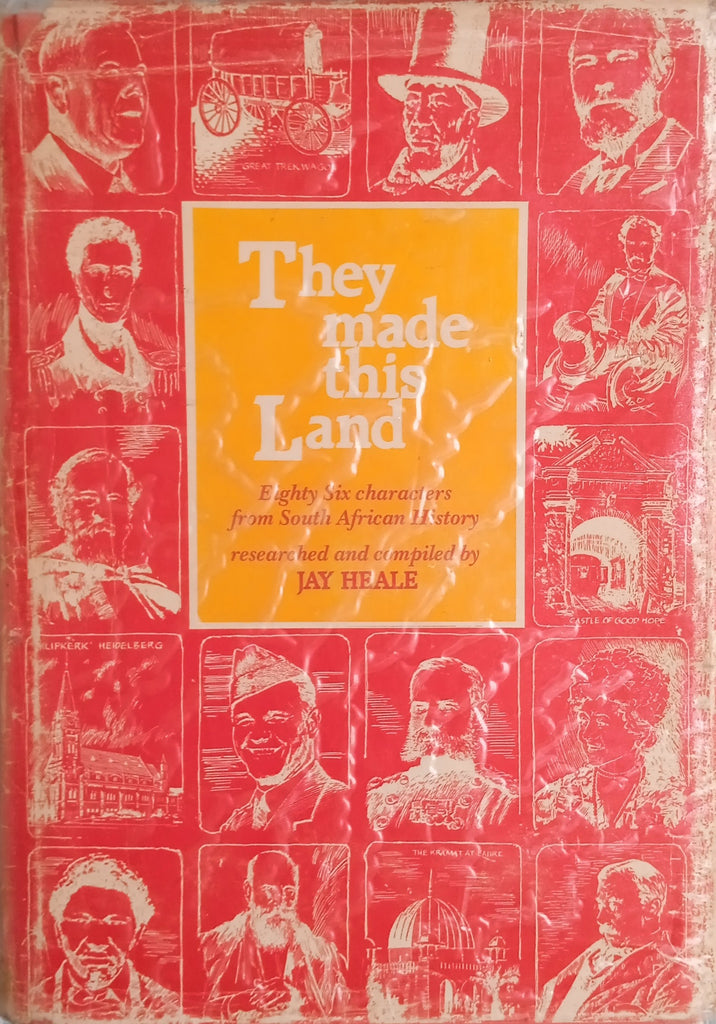 GREAT TREK WAGON
They
made
this
Land
Eighty Six characters
from South African History
researched and compiled by
JAY HEALE
CASTLE OF GOOD HOPE
'KLIPKERK' HEIDELBERG
THE KRAMAT AT FAURE